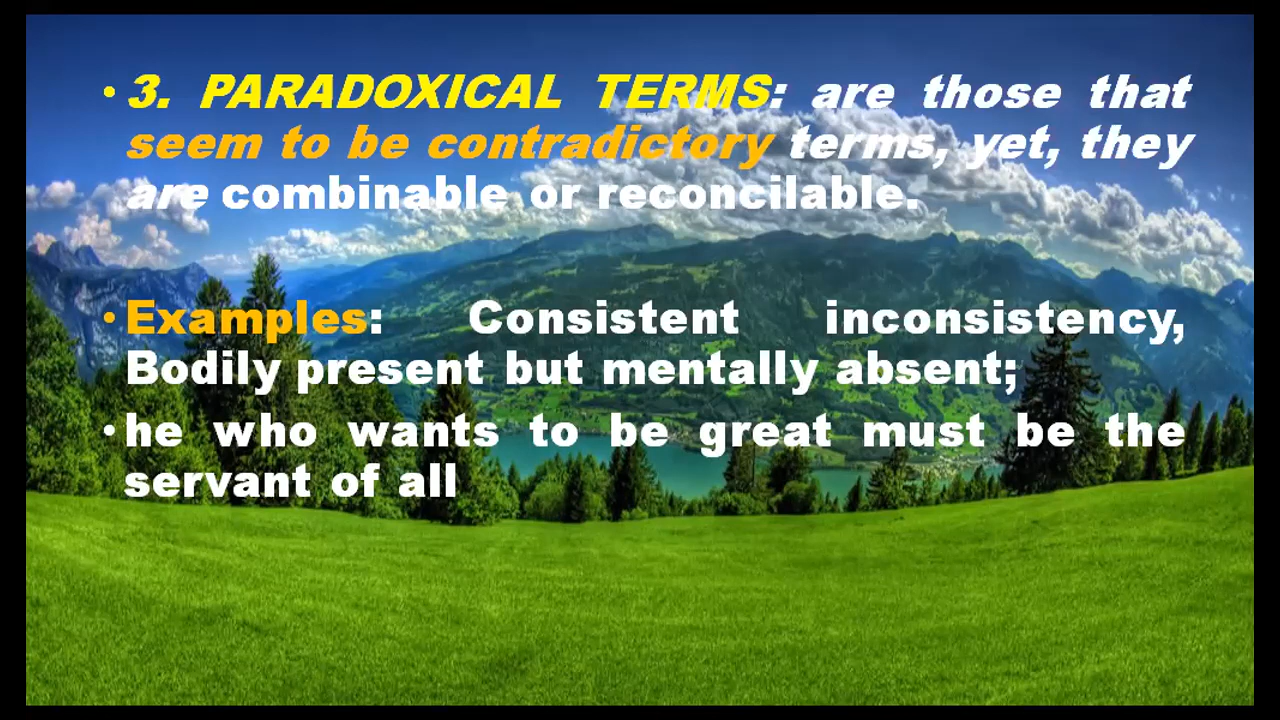 • 3. PARADOXICAL TERMS: are those that
seem to be contradictory terms, yet, they
are combinable or reconcilable.
• Examples: Consistent inconsistency,
Bodily present but mentally absent;
• he who wants to be great must be the
servant of all